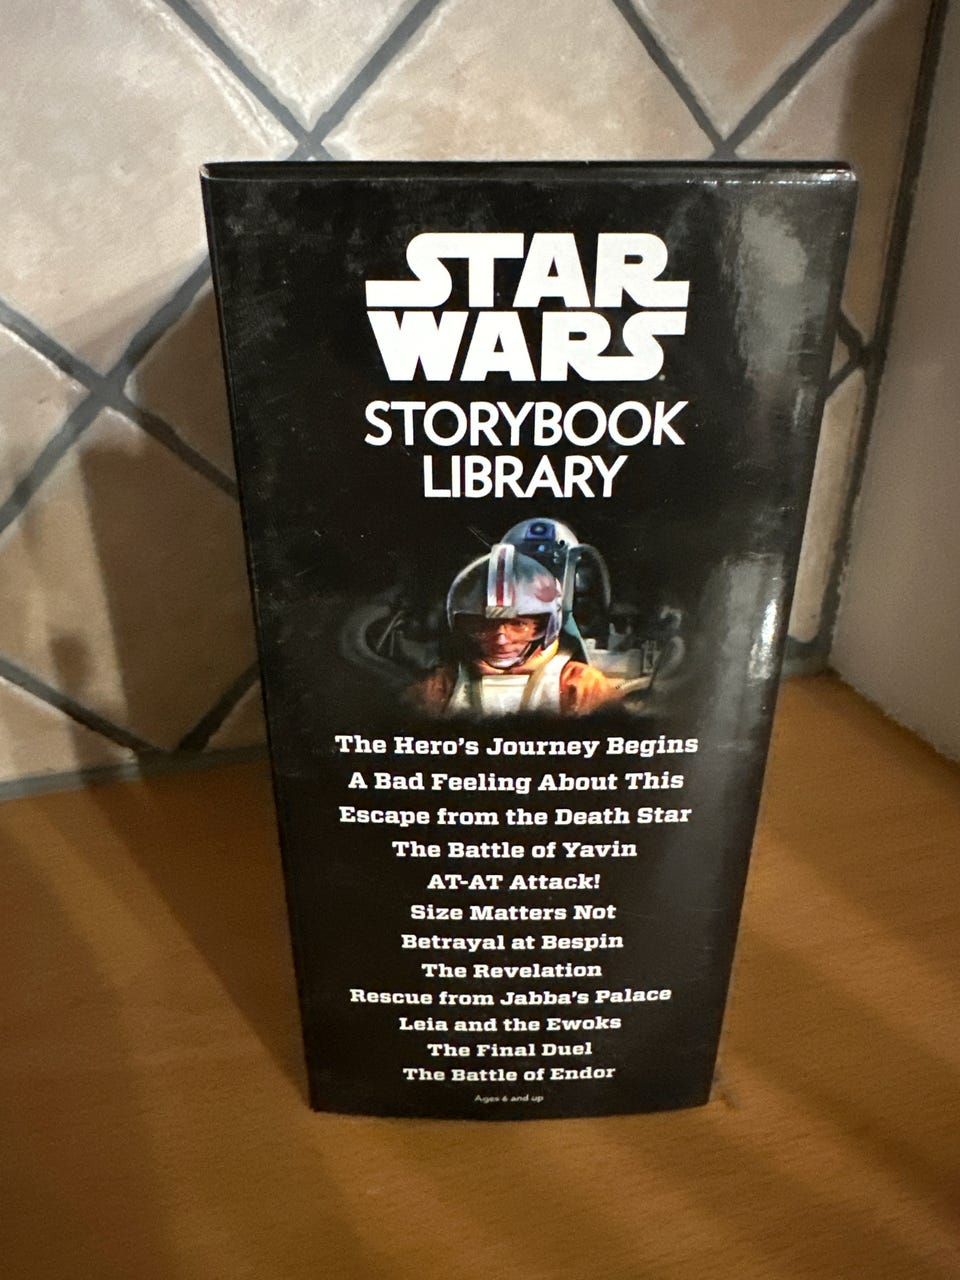 STAR
WARS
STORYBOOK
LIBRARY
The Hero's Journey Begins
A Bad Feeling About This
Escape from the Death Star
The Battle of Yavin
AT-AT Attack!
Size Matters Not
Betrayal at Bespin
The Revelation
Rescue from Jabba's Palace
Leia and the Ewoks
The Final Duel
The Battle of Endor
Ages 6 and up